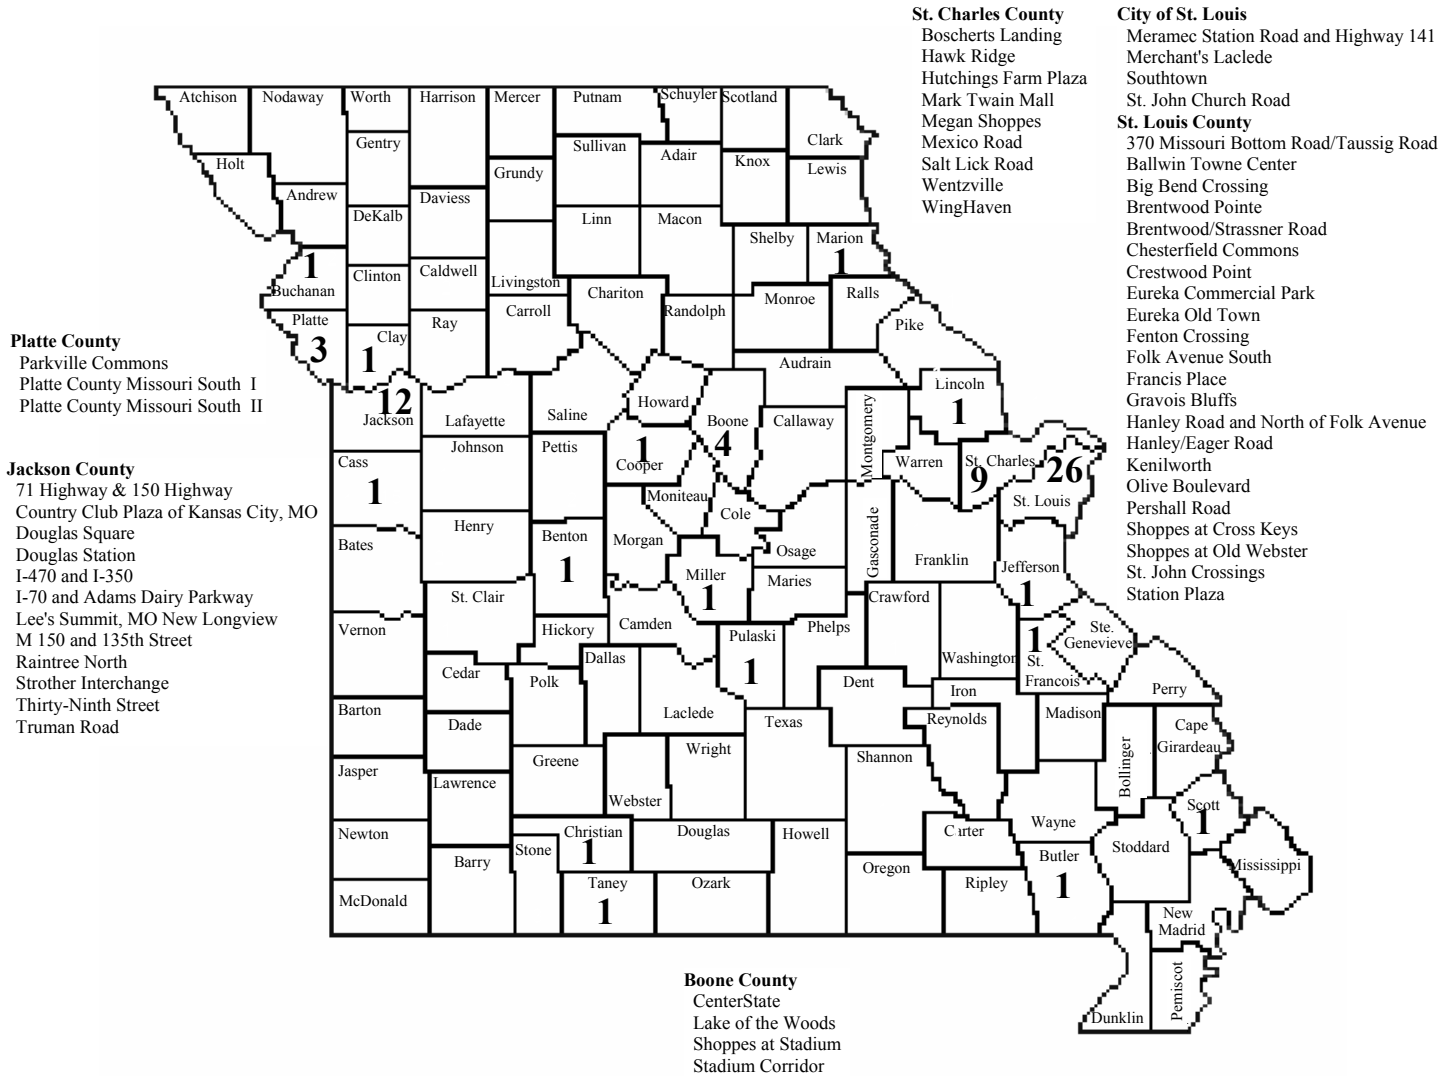 St. Charles County
Boscherts Landing
Hawk Ridge
Hutchings Farm Plaza
Mark Twain Mall
Megan Shoppes
Mexico Road
Salt Lick Road
Wentzville
WingHaven
City of St. Louis
Meramec Station Road and Highway 141
Merchant's Laclede
Southtown
St. John Church Road
St. Louis County
370 Missouri Bottom Road/Taussig Road
Ballwin Towne Center
Big Bend Crossing
Brentwood Pointe
Brentwood/Strassner Road
Chesterfield Commons
Crestwood Point
Eureka Commercial Park
Eureka Old Town
Fenton Crossing
Folk Avenue South
Francis Place
Gravois Bluffs
Hanley Road and North of Folk Avenue
Hanley/Eager Road
Kenilworth
Olive Boulevard
Pershall Road
Shoppes at Cross Keys
Shoppes at Old Webster
St. John Crossings
Station Plaza
Platte County
Parkville Commons
Platte County Missouri South I
Platte County Missouri South II
Jackson County
71 Highway & 150 Highway
Country Club Plaza of Kansas City, MO
Douglas Square
Douglas Station
I-470 and I-350
I-70 and Adams Dairy Parkway
Lee's Summit, MO New Longview
M 150 and 135th Street
Raintree North
Strother Interchange
Thirty-Ninth Street
Truman Road
Atchison
Nodaway
Worth
Harrison
Mercer
Putnam
Schuyler
Scotland
Clark
Gentry
Sullivan
Adair
Knox
Lewis
Holt
Andrew
DeKalb
Daviess
Grundy
Linn
Macon
Shelby
Marion
1
1
Buchanan
Clinton
Caldwell
Livingston
Chariton
Randolph
Monroe
Ralls
Platte
3
Clay
1
Ray
Carroll
Pike
Audrain
12
Jackson
Lafayette
Saline
Howard
Boone
4
Callaway
Montgomery
Lincoln
1
Warren
St. Charles
9
26
St. Louis
Cass
1
Johnson
Pettis
1
Cooper
Moniteau
Cole
Osage
Gasconade
Franklin
Jefferson
1
Bates
Henry
Benton
1
Morgan
Miller
1
Maries
St. Clair
Hickory
Camden
Pulaski
1
Phelps
Crawford
Washington
1
St.
Francois
Ste.
Genevieve
Perry
Vernon
Cedar
Polk
Dallas
Laclede
Dent
Iron
Reynolds
Madison
Bollinger
Cape
Girardeau
Barton
Dade
Greene
Webster
Wright
Texas
Shannon
Jasper
Lawrence
Christian
1
Douglas
Howell
Carter
Wayne
Scott
1
Newton
Barry
Stone
Taney
1
Ozark
Oregon
Ripley
Butler
1
Stoddard
Mississippi
McDonald
New
Madrid
Pemiscot
Dunklin
Boone County
CenterState
Lake of the Woods
Shoppes at Stadium
Stadium Corridor